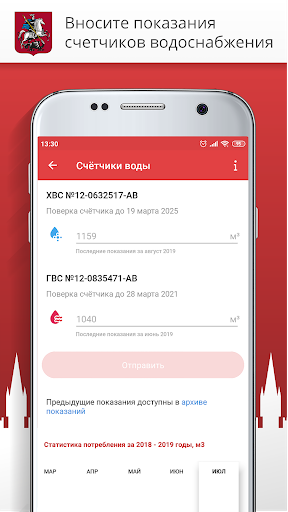 Вносите показания
счетчиков водоснабжения
13:30
Счётчики воды
ХВС №12-0632517-АВ
Поверка счётчика до 19 марта 2025
1159 м³
Последние показания за август 2019
ГВС №12-0835471-АВ
Поверка счётчика до 28 марта 2021
1040 м³
Последние показания за июнь 2019
Отправить
Предыдущие показания доступны в архиве
показаний
Статистика потребления за 2018 - 2019 годы, м3
МАР АПР МАЙ ИЮН ИЮЛ